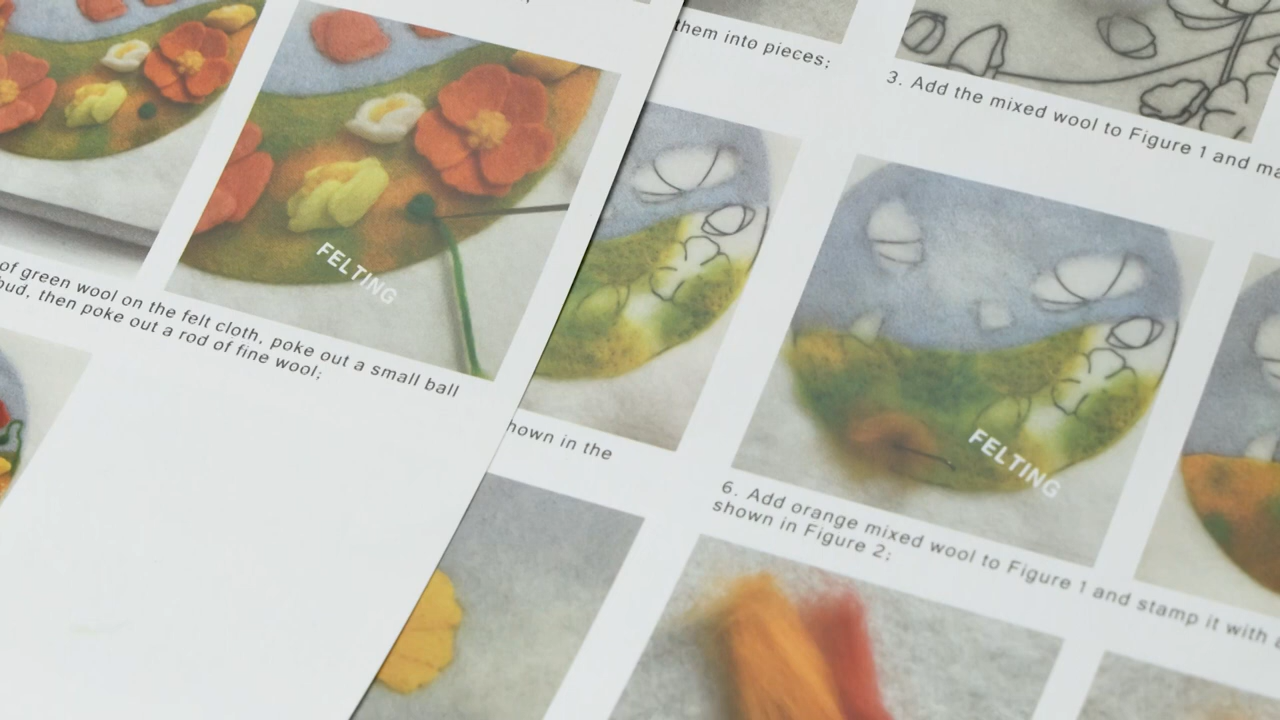 FELTING
of green wool on the felt cloth, poke out a small ball
bud, then poke out a rod of fine wool;
them into pieces;
3. Add the mixed wool to Figure 1 and ma
hown in the
FELTING
6. Add orange mixed wool to Figure 1 and stamp it with a
shown in Figure 2;